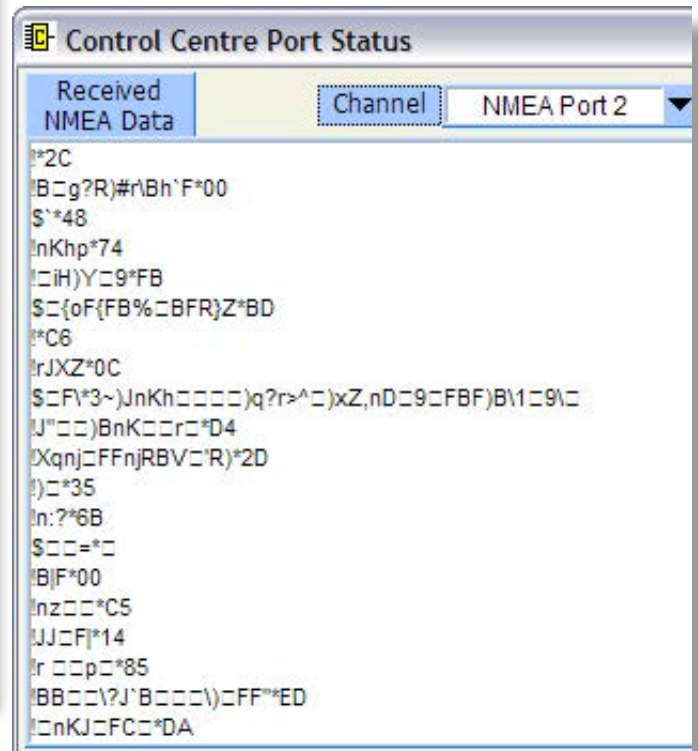 Control Centre Port Status
Received
NMEA Data
Channel
NMEA Port 2
!*2C
!B□g?R)#r\Bh`F*00
$`*48
!nKhp*74
!□iH)Y□9*FB
$□{oF{FB%□BFR}Z*BD
!*C6
!rJXZ*0C
$□F\*3~)JnKh□□□□)q?r>^□)xZ,nD□9□FBF)B\1□9\□
!J"□□)BnK□□r□*D4
!Xqnj□FFnjRBV□'R)*2D
!)□*35
!n:?*6B
$□□=*□
!B|F*00
!nz□□*C5
!JJ□F|*14
!r □□p□*85
!BB□□\?J`B□□□\)□FF"*ED
!□nKJ□FC□*DA